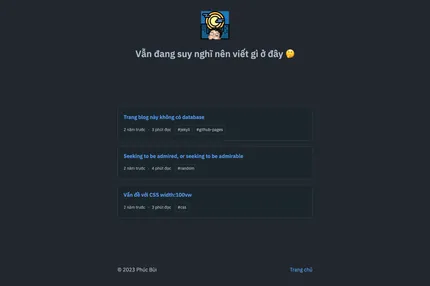 Vẫn đang suy nghĩ nên viết gì ở đây 🤔
Trang blog này không có database
2 năm trước · 3 phút đọc #jekyll #github-pages
Seeking to be admired, or seeking to be admirable
2 năm trước · 4 phút đọc #random
Vấn đề với CSS width:100vw
2 năm trước · 3 phút đọc #css
© 2023 Phúc Bùi Trang chủ